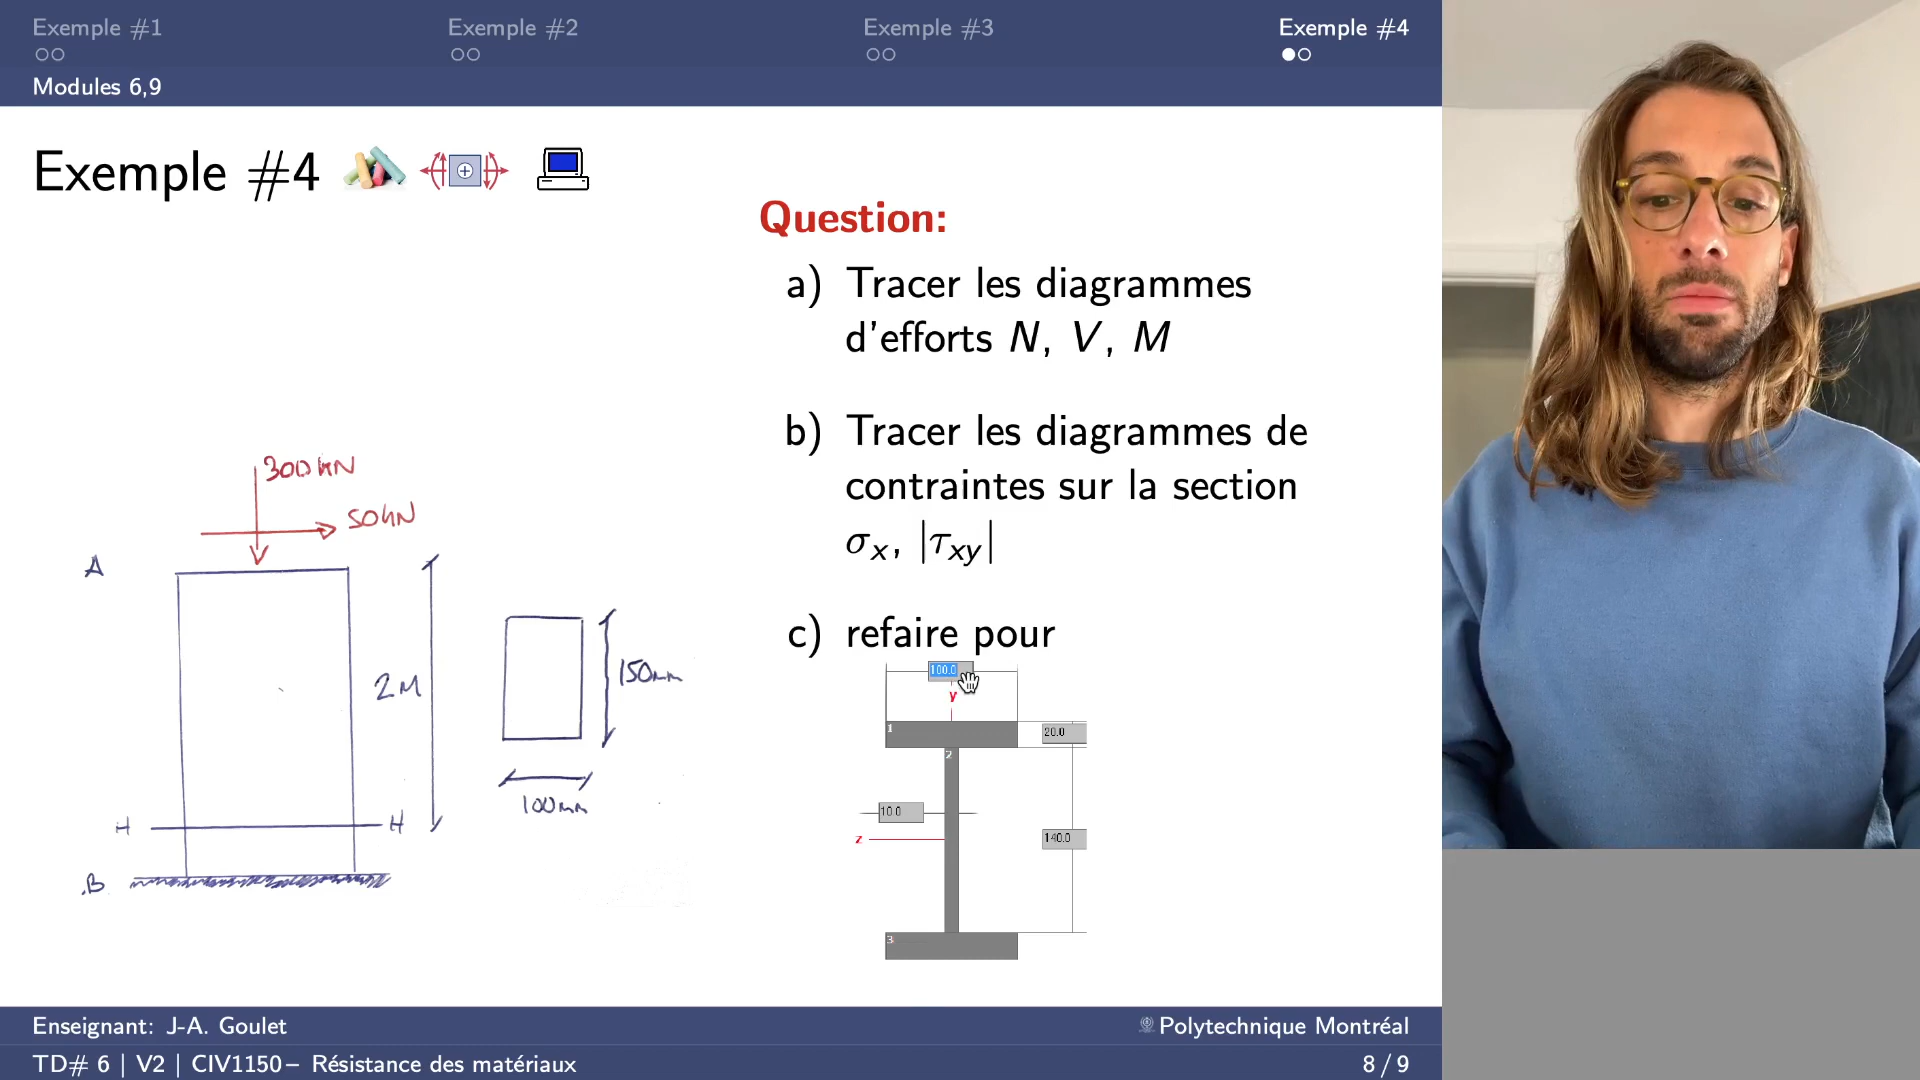 Exemple #1
Exemple #2
Exemple #3
Exemple #4
Modules 6,9
Exemple #4
Question:
a) Tracer les diagrammes
d'efforts N, V, M
b) Tracer les diagrammes de
contraintes sur la section
σx, |τxy|
c) refaire pour
300 kN
50 kN
A
2M
150mm
100mm
H
H
B
100.0
y
1
20.0
2
10.0
z
140.0
3
Enseignant: J-A. Goulet
Polytechnique Montréal
TD# 6 | V2 | CIV1150– Résistance des matériaux
8 / 9